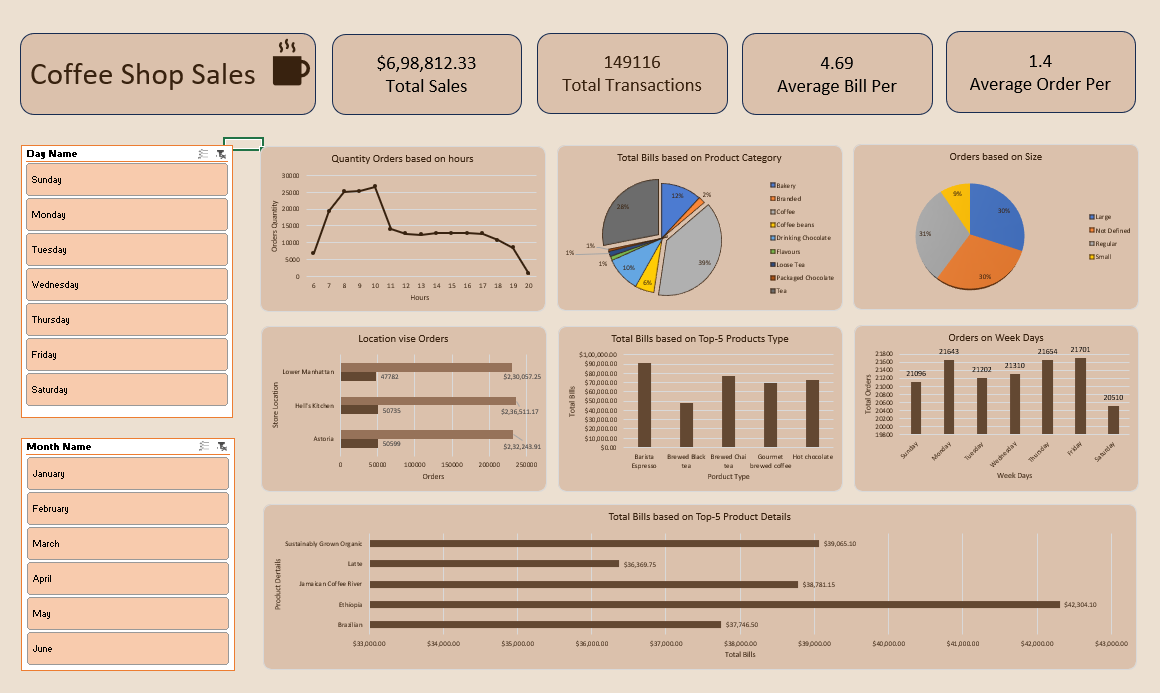 Coffee Shop Sales
$6,98,812.33
Total Sales
149116
Total Transactions
4.69
Average Bill Per
1.4
Average Order Per
Day Name
Sunday
Monday
Tuesday
Wednesday
Thursday
Friday
Saturday
Month Name
January
February
March
April
May
June
Quantity Orders based on hours
Orders Quantity
30000
25000
20000
15000
10000
5000
0
6 7 8 9 10 11 12 13 14 15 16 17 18 19 20
Hours
Total Bills based on Product Category
12%
2%
39%
6%
10%
1%
1%
1%
28%
Bakery
Branded
Coffee
Coffee beans
Drinking Chocolate
Flavours
Loose Tea
Packaged Chocolate
Tea
Orders based on Size
30%
30%
31%
9%
Large
Not Defined
Regular
Small
Location vise Orders
Store Location
Lower Manhattan
47782
$2,30,057.25
Hell's Kitchen
50735
$2,36,511.17
Astoria
50599
$2,32,243.91
0 50000 100000 150000 200000 250000
Orders
Total Bills based on Top-5 Products Type
Total Bills
$1,00,000.00
$90,000.00
$80,000.00
$70,000.00
$60,000.00
$50,000.00
$40,000.00
$30,000.00
$20,000.00
$10,000.00
$0.00
Barista Espresso
Brewed Black tea
Brewed Chai tea
Gourmet brewed coffee
Hot chocolate
Porduct Type
Orders on Week Days
Total Orders
21800
21600
21400
21200
21000
20800
20600
20400
20200
20000
19800
21096
21643
21202
21310
21654
21701
20510
Sunday
Monday
Tuesday
Wednesday
Thursday
Friday
Saturday
Week Days
Total Bills based on Top-5 Product Details
Product Dertails
Sustainably Grown Organic
$39,065.10
Latte
$36,369.75
Jamaican Coffee River
$38,781.15
Ethiopia
$42,304.10
Brazilian
$37,746.50
$33,000.00 $34,000.00 $35,000.00 $36,000.00 $37,000.00 $38,000.00 $39,000.00 $40,000.00 $41,000.00 $42,000.00 $43,000.00
Total Bills